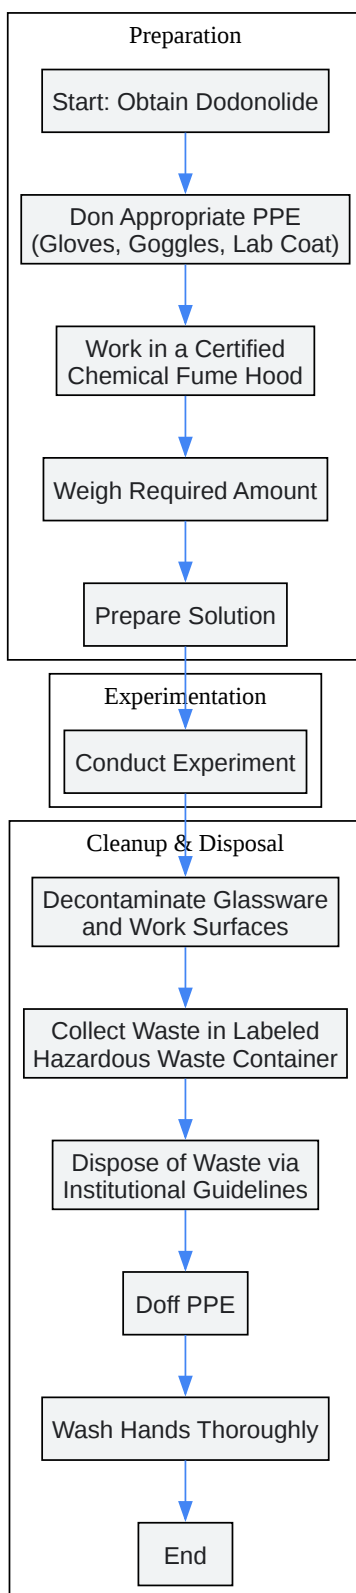 Preparation
Start: Obtain Dodonolide
Don Appropriate PPE
(Gloves, Goggles, Lab Coat)
Work in a Certified
Chemical Fume Hood
Weigh Required Amount
Prepare Solution
Experimentation
Conduct Experiment
Cleanup & Disposal
Decontaminate Glassware
and Work Surfaces
Collect Waste in Labeled
Hazardous Waste Container
Dispose of Waste via
Institutional Guidelines
Doff PPE
Wash Hands Thoroughly
End